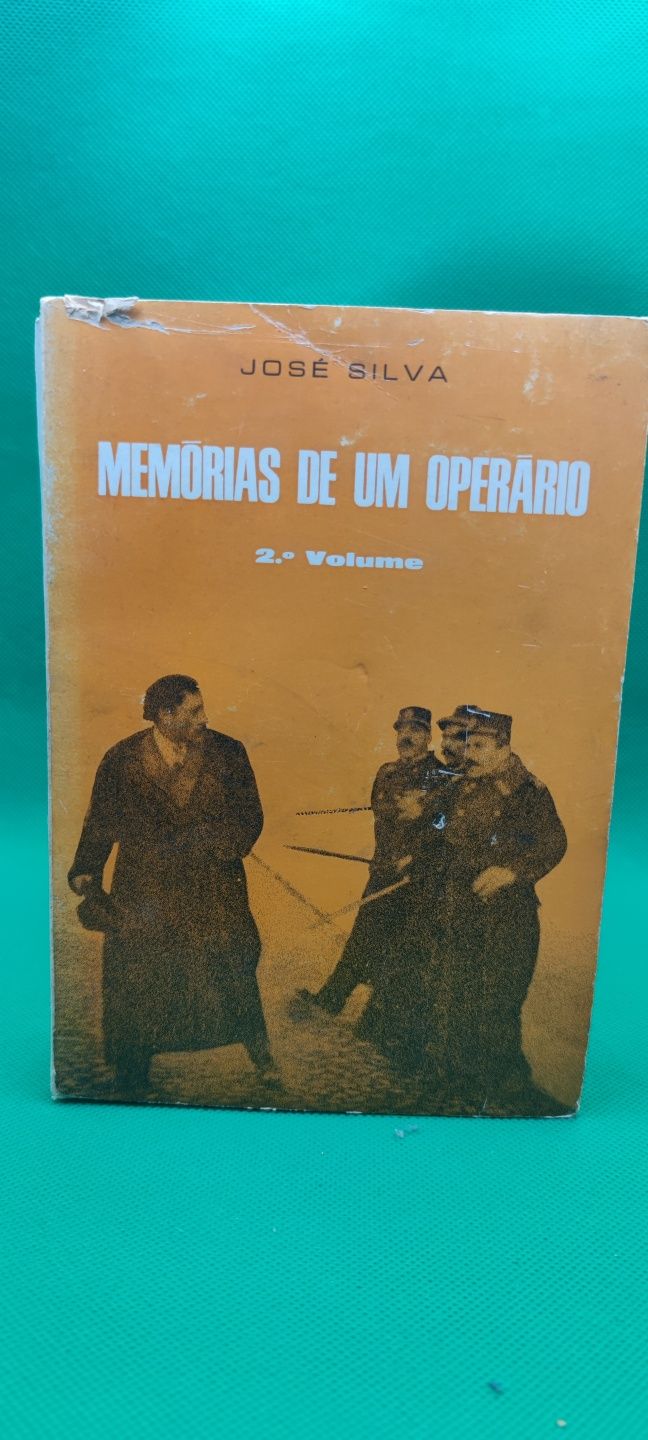 JOSÉ SILVA
MEMÓRIAS DE UM OPERÁRIO
2.º Volume